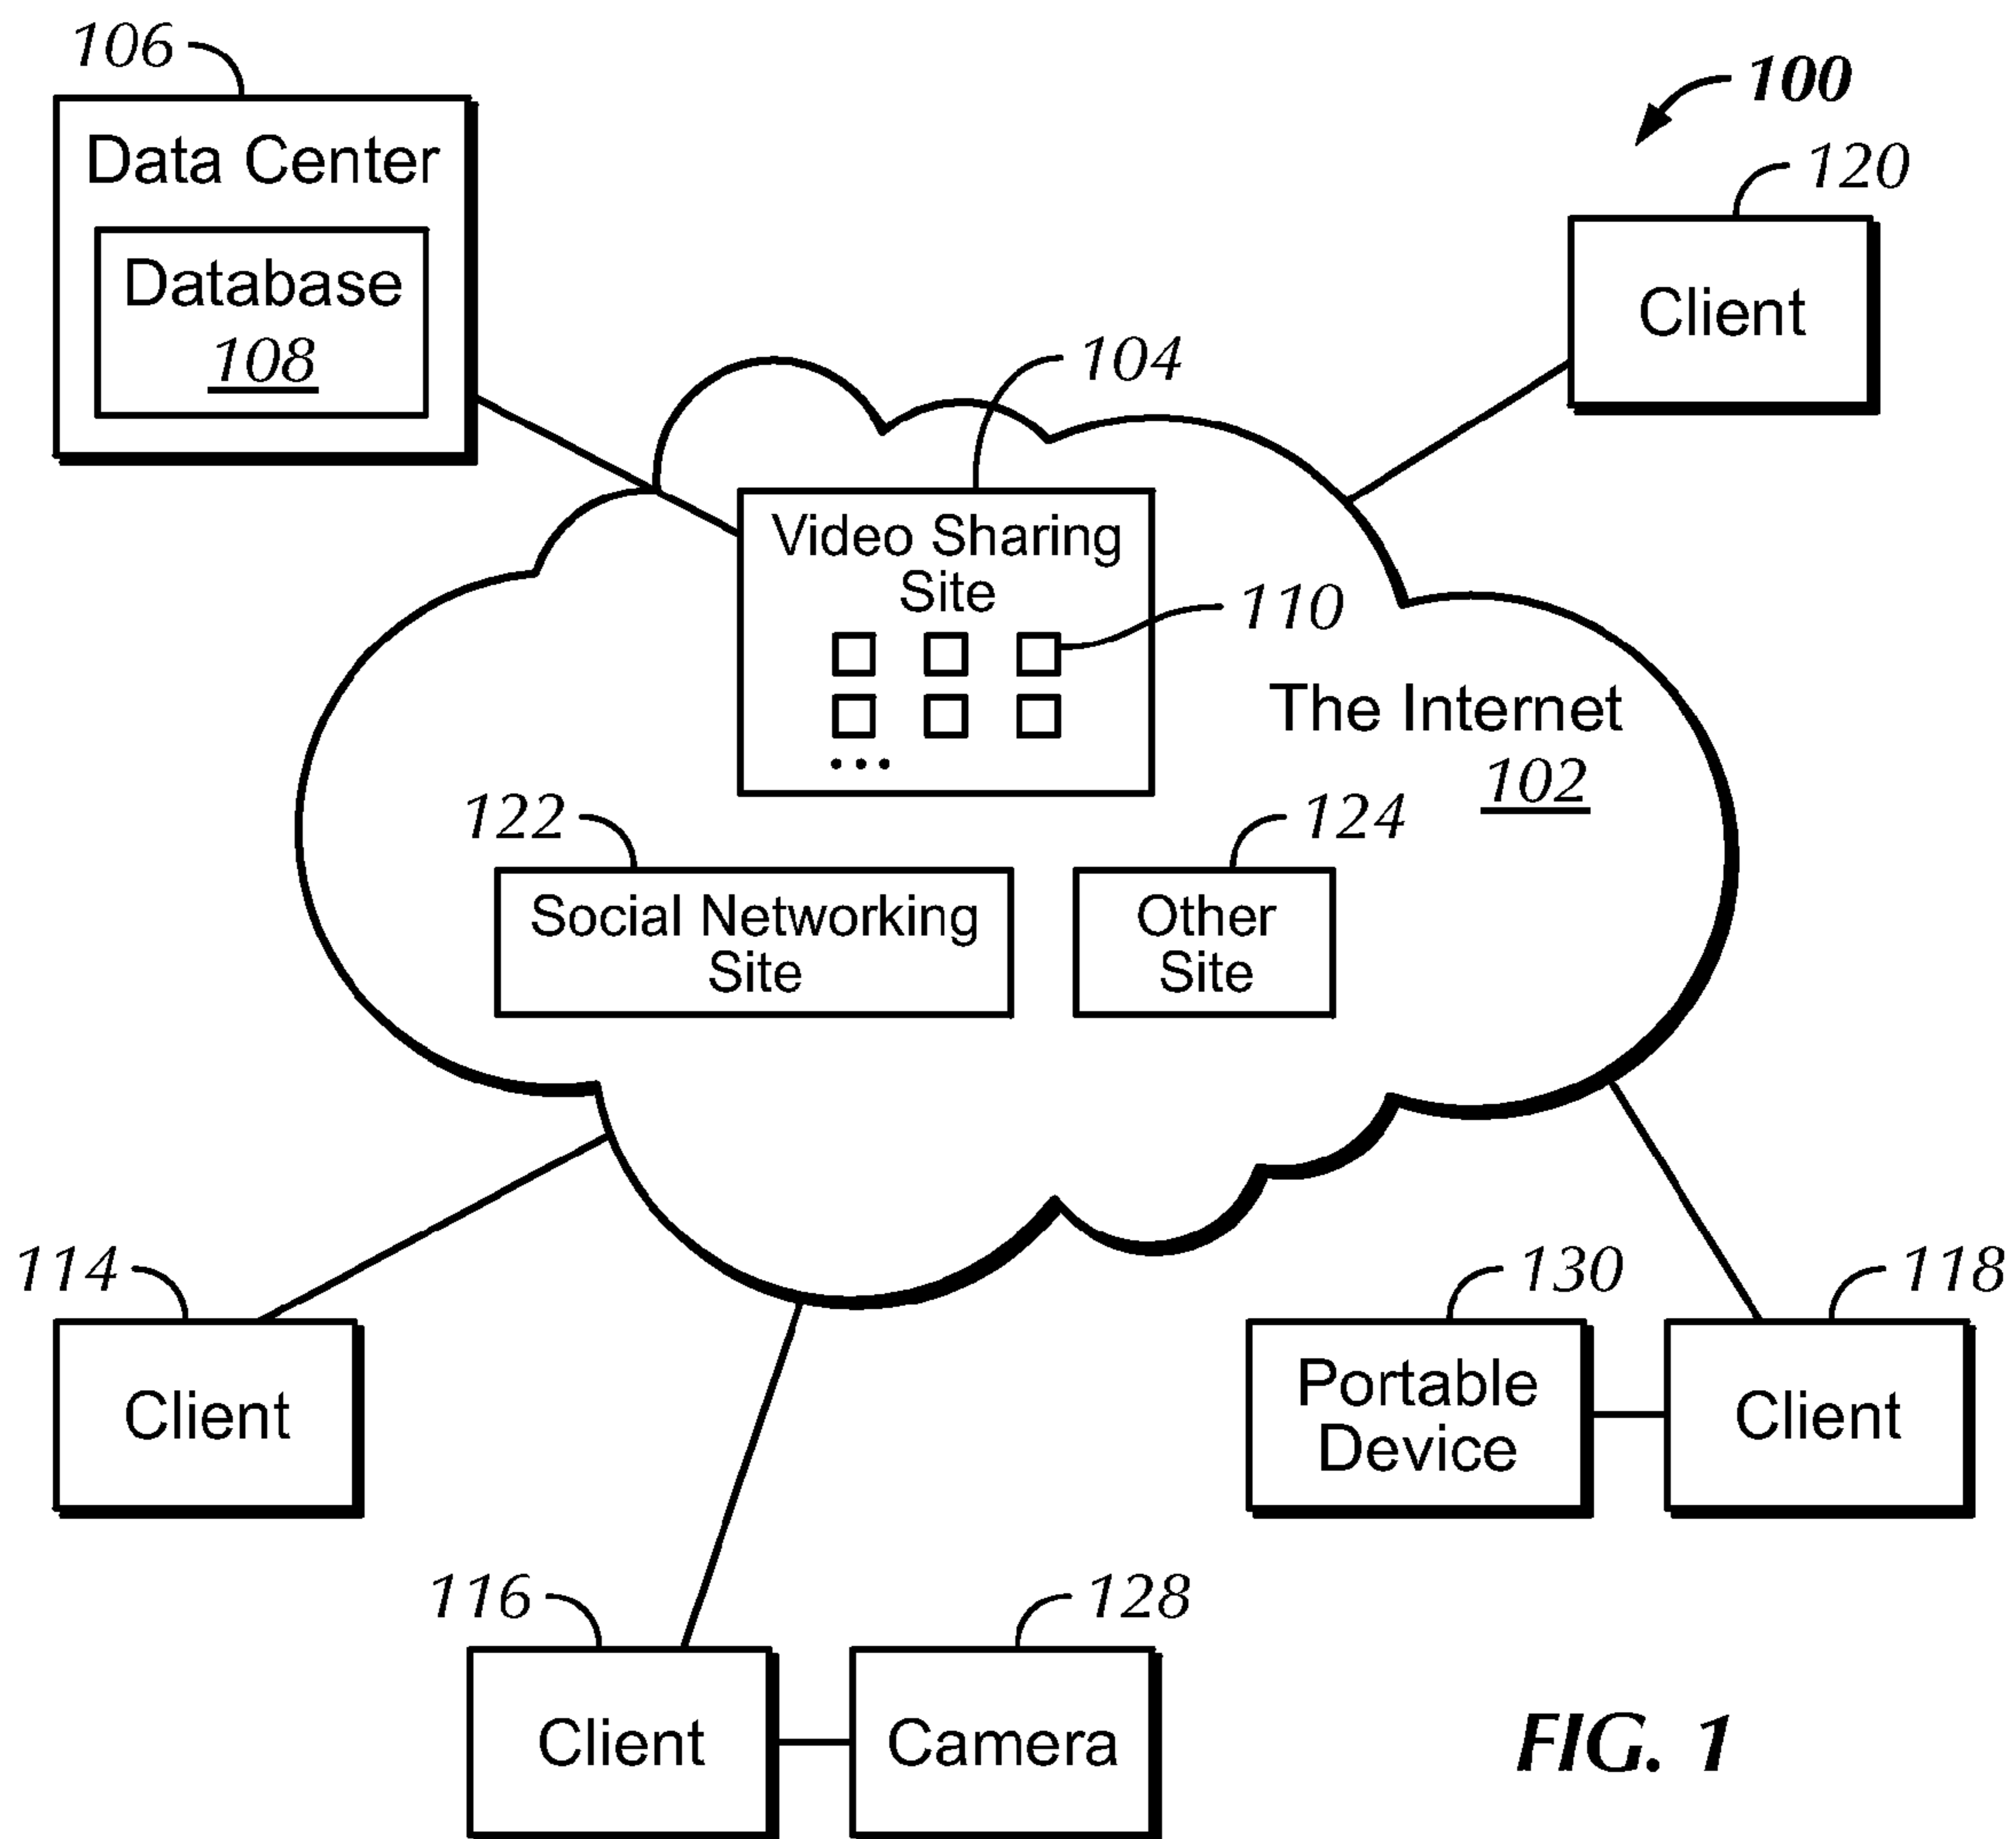 106
100
Data Center
120
Database
108
Client
104
Video Sharing
Site
110
The Internet
102
122
124
Social Networking
Site
Other
Site
114
130
118
Client
Portable
Device
Client
116
128
Client
Camera
FIG. 1